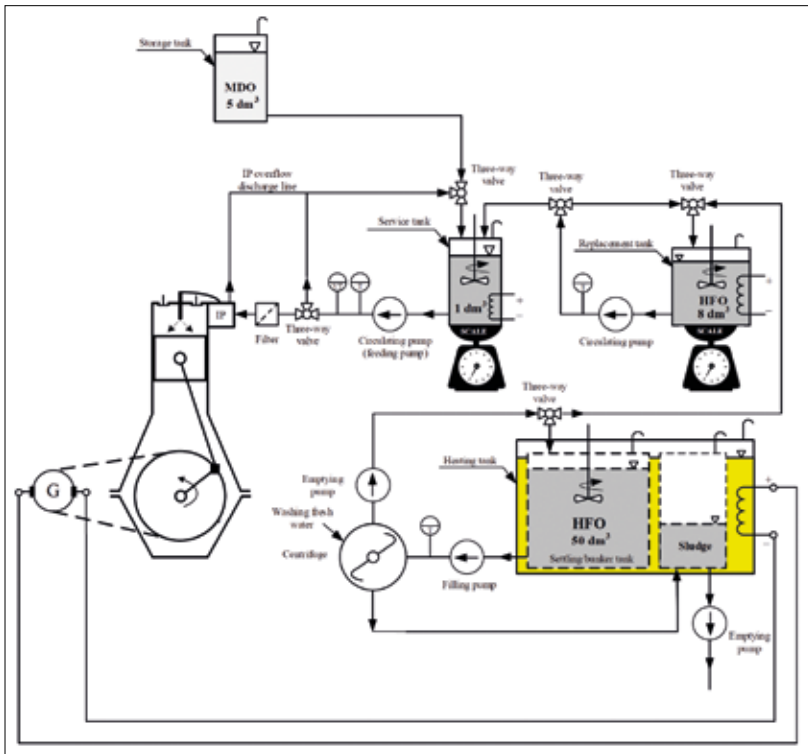 Storage tank
MDO
5 dm³
IP overflow
discharge line
Three-way
valve
Three-way
valve
Three-way
valve
Service tank
Replacement tank
1 dm³
+
−
HFO
8 dm³
+
−
IP
Filter
Three-way
valve
Circulating pump
(feeding pump)
SCALE
Circulating pump
SCALE
Three-way
valve
Heating tank
Emptying
pump
Washing fresh
water
Centrifuge
Filling pump
HFO
50 dm³
Settling/bunker tank
Sludge
+
−
G
Emptying
pump